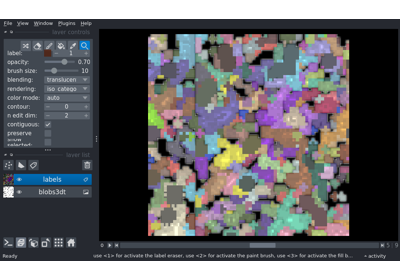 File View Window Plugins Help
layer controls
label: 1
opacity: 0.70
brush size: 10
blending: translucen
rendering: iso_catego
color mode: auto
contour: 0
n edit dim: 2
contiguous:
preserve
show
selected:
layer list
labels
blobs3dt
Ready
use <1> for activate the label eraser, use <2> for activate the paint brush, use <3> for activate the fill b...
activity